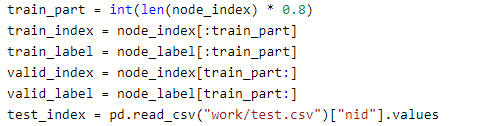 train_part = int(len(node_index) * 0.8)
train_index = node_index[:train_part]
train_label = node_label[:train_part]
valid_index = node_index[train_part:]
valid_label = node_label[train_part:]
test_index = pd.read_csv("work/test.csv")["nid"].values